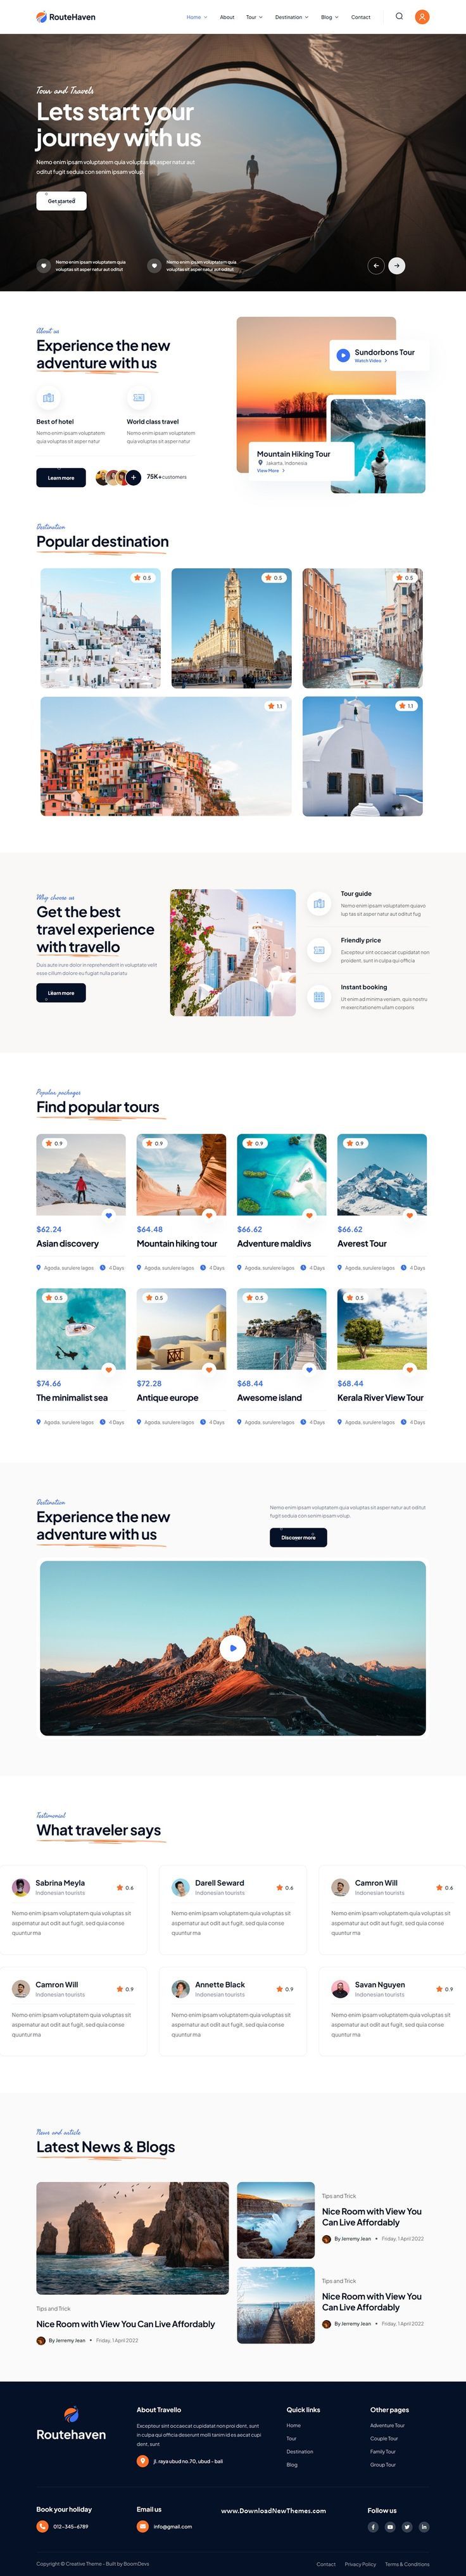 RouteHaven
Home About Tour Destination Blog Contact
Tour and Travels
Lets start your
journey with us
Nemo enim ipsam voluptatem quia voluptas sit asper natur aut
oditut fugit seduia con senim ipsam volup.
Get started
Nemo enim ipsam voluptatem quia
voluptas sit asper natur aut oditut
Nemo enim ipsam voluptatem quia
voluptas sit asper natur aut oditut
About us
Experience the new
adventure with us
Best of hotel
Nemo enim ipsam voluptatem
quia voluptas sit asper natur
World class travel
Nemo enim ipsam voluptatem
quia voluptas sit asper natur
Learn more
75K+ customers
Sundorbons Tour
Watch Video
Mountain Hiking Tour
Jakarta, Indonesia
View More
Destination
Popular destination
0.5
0.5
0.5
1.1
1.1
Why choose us
Get the best
travel experience
with travello
Duis aute irure dolor in reprehenderit in voluptate velit
esse cillum dolore eu fugiat nulla pariatu
Learn more
Tour guide
Nemo enim ipsam voluptatem quiavo
lup tas sit asper natur aut oditut fug
Friendly price
Excepteur sint occaecat cupidatat non
proident, sunt in culpa qui officia
Instant booking
Ut enim ad minima veniam, quis nostru
m exercitationem ullam corporis
Popular packages
Find popular tours
0.9
$62.24
Asian discovery
Agoda, surulere lagos 4 Days
0.9
$64.48
Mountain hiking tour
Agoda, surulere lagos 4 Days
0.9
$66.62
Adventure maldivs
Agoda, surulere lagos 4 Days
0.9
$66.62
Averest Tour
Agoda, surulere lagos 4 Days
0.5
$74.66
The minimalist sea
Agoda, surulere lagos 4 Days
0.5
$72.28
Antique europe
Agoda, surulere lagos 4 Days
0.5
$68.44
Awesome island
Agoda, surulere lagos 4 Days
0.5
$68.44
Kerala River View Tour
Agoda, surulere lagos 4 Days
Destination
Experience the new
adventure with us
Nemo enim ipsam voluptatem quia voluptas sit asper natur aut oditut
fugit seduia con senim ipsam volup.
Discover more
Testimonial
What traveler says
Sabrina Meyla
Indonesian tourists
0.6
Nemo enim ipsam voluptatem quia voluptas sit
aspernatur aut odit aut fugit, sed quia conse
quuntur ma
Darell Seward
Indonesian tourists
0.6
Nemo enim ipsam voluptatem quia voluptas sit
aspernatur aut odit aut fugit, sed quia conse
quuntur ma
Camron Will
Indonesian tourists
0.6
Nemo enim ipsam voluptatem quia voluptas sit
aspernatur aut odit aut fugit, sed quia conse
quuntur ma
Camron Will
Indonesian tourists
0.9
Nemo enim ipsam voluptatem quia voluptas sit
aspernatur aut odit aut fugit, sed quia conse
quuntur ma
Annette Black
Indonesian tourists
0.9
Nemo enim ipsam voluptatem quia voluptas sit
aspernatur aut odit aut fugit, sed quia conse
quuntur ma
Savan Nguyen
Indonesian tourists
0.9
Nemo enim ipsam voluptatem quia voluptas sit
aspernatur aut odit aut fugit, sed quia conse
quuntur ma
News and article
Latest News & Blogs
Tips and Trick
Nice Room with View You Can Live Affordably
By Jerremy Jean • Friday, 1 April 2022
Tips and Trick
Nice Room with View You
Can Live Affordably
By Jerremy Jean • Friday, 1 April 2022
Tips and Trick
Nice Room with View You
Can Live Affordably
By Jerremy Jean • Friday, 1 April 2022
Routehaven
About Travello
Excepteur sint occaecat cupidatat non proi dent, sunt
in culpa qui officia deserunt molli tanim id es aecat cupi
dent, sunt
jl. raya ubud no.70, ubud - bali
Quick links
Home
Tour
Destination
Blog
Other pages
Adventure Tour
Couple Tour
Family Tour
Group Tour
Book your holiday
012-345-6789
Email us
info@gmail.com
www.DownloadNewThemes.com
Follow us
Copyright © Creative Theme - Built by BoomDevs
Contact Privacy Policy Terms & Conditions